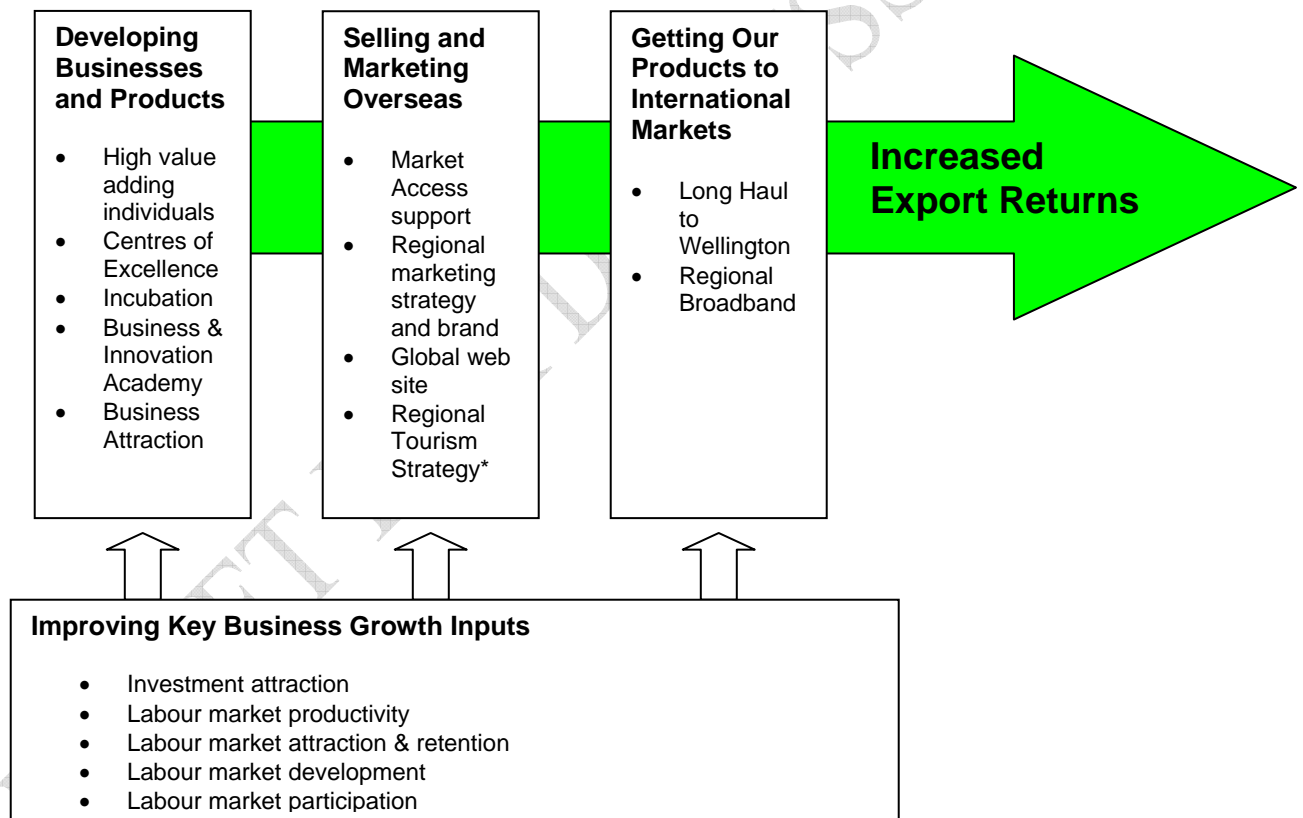 Developing
Businesses
and Products
• High value
adding
individuals
• Centres of
Excellence
• Incubation
• Business &
Innovation
Academy
• Business
Attraction
Selling and
Marketing
Overseas
• Market
Access
support
• Regional
marketing
strategy
and brand
• Global web
site
• Regional
Tourism
Strategy*
Getting Our
Products to
International
Markets
• Long Haul
to
Wellington
• Regional
Broadband
Increased
Export Returns
Improving Key Business Growth Inputs
• Investment attraction
• Labour market productivity
• Labour market attraction & retention
• Labour market development
• Labour market participation